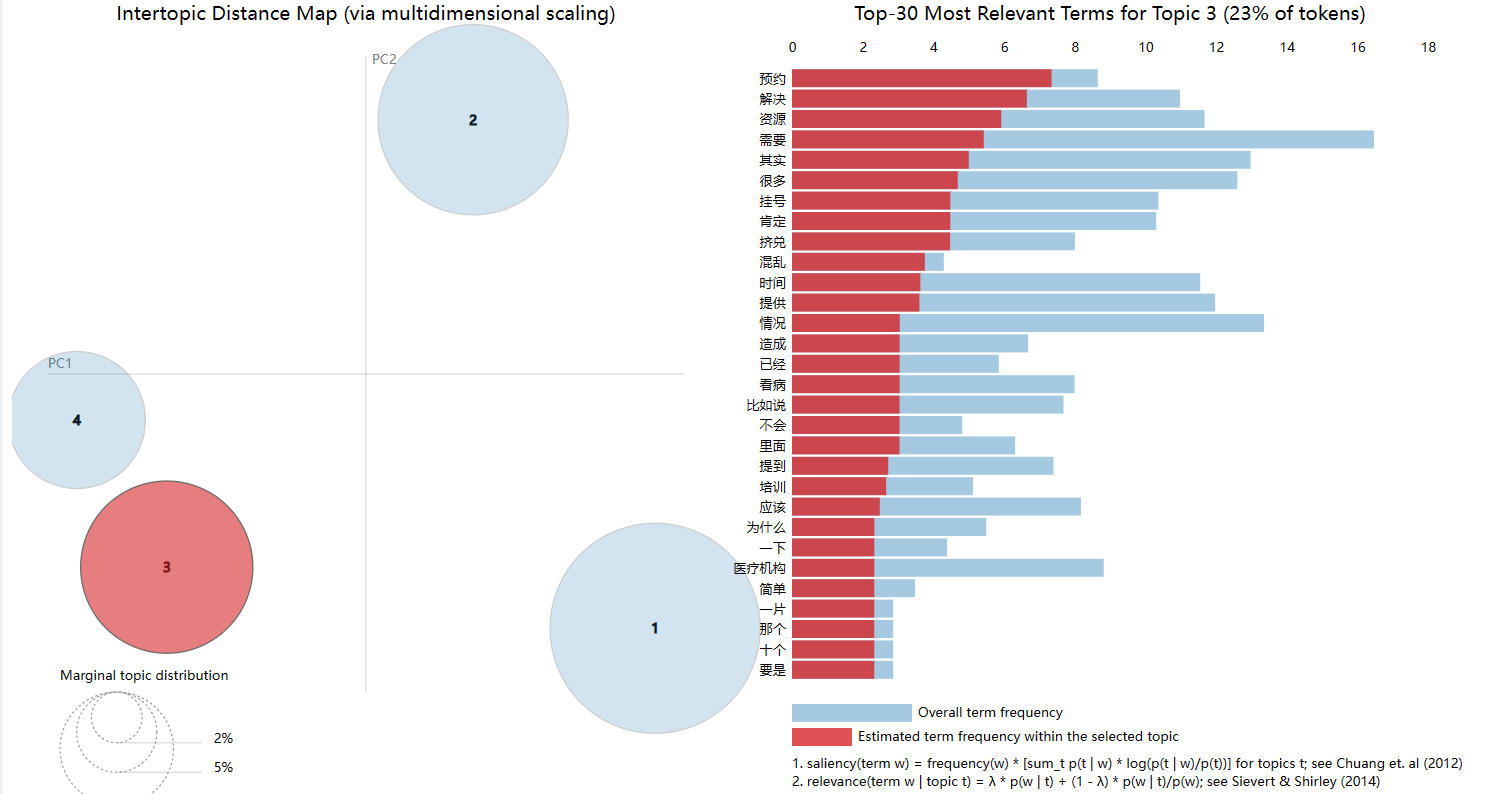 Intertopic Distance Map (via multidimensional scaling)
PC2
PC1
2
4
3
1
Marginal topic distribution
2%
5%
Top-30 Most Relevant Terms for Topic 3 (23% of tokens)
0 2 4 6 8 10 12 14 16 18
预约
解决
资源
需要
其实
很多
挂号
肯定
挤兑
混乱
时间
提供
情况
造成
已经
看病
比如说
不会
里面
提到
培训
应该
为什么
一下
医疗机构
简单
一片
那个
十个
要是
Overall term frequency
Estimated term frequency within the selected topic
1. saliency(term w) = frequency(w) * [sum_t p(t | w) * log(p(t | w)/p(t))] for topics t; see Chuang et. al (2012)
2. relevance(term w | topic t) = λ * p(w | t) + (1 - λ) * p(w | t)/p(w); see Sievert & Shirley (2014)